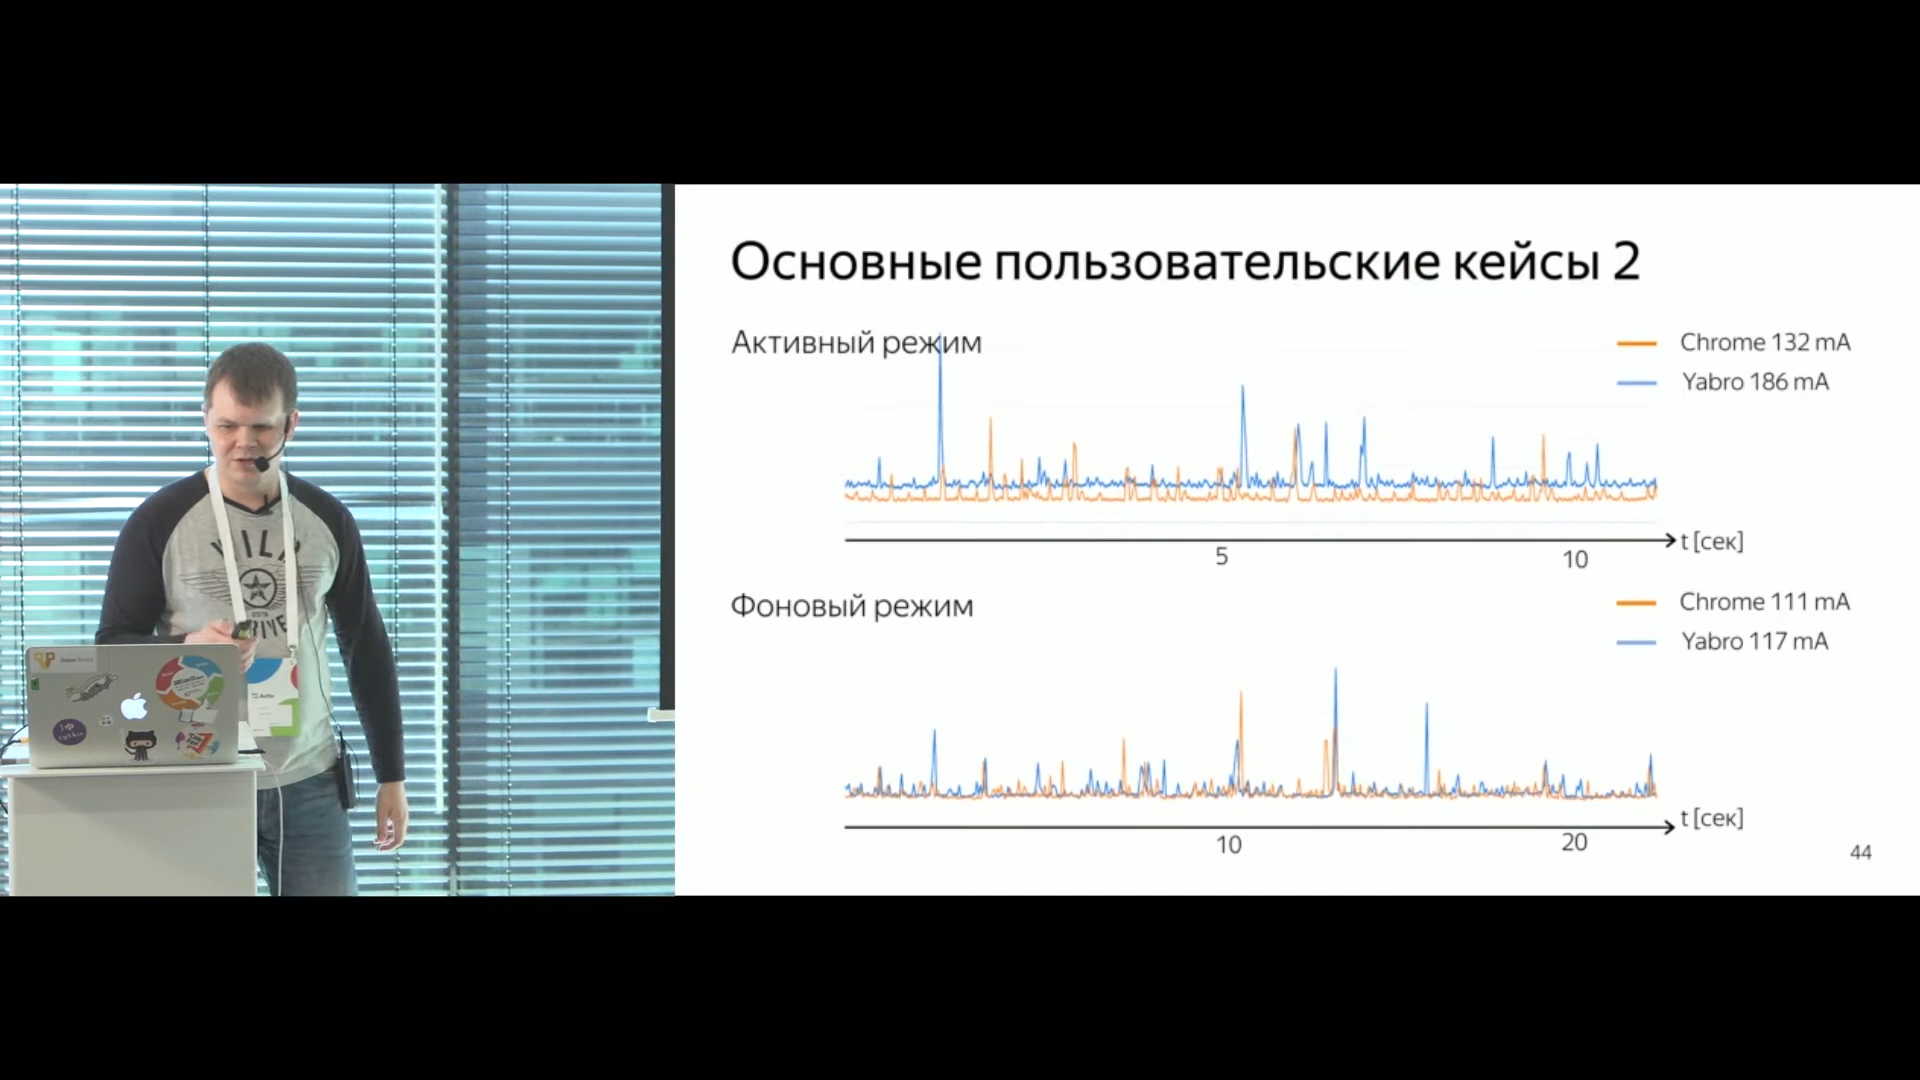 Основные пользовательские кейсы 2
Активный режим
Chrome 132 mA
Yabro 186 mA
t [сек]
5
10
Фоновый режим
Chrome 111 mA
Yabro 117 mA
t [сек]
10
20
44